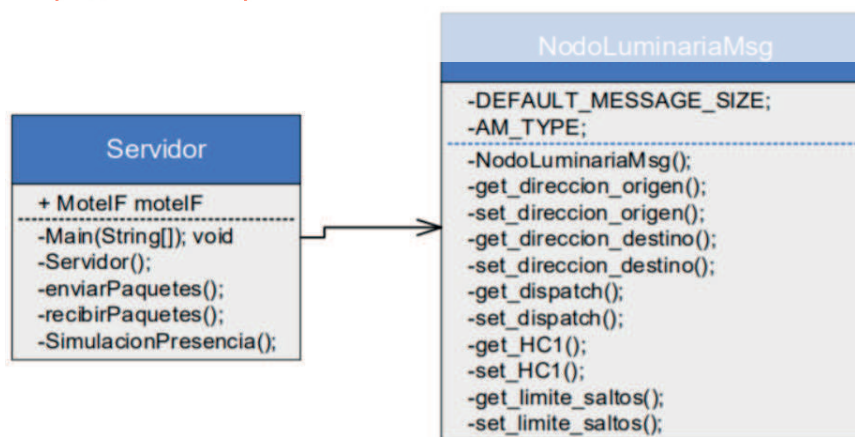 Servidor
+ MoteIF moteIF
-Main(String[]); void
-Servidor();
-enviarPaquetes();
-recibirPaquetes();
-SimulacionPresencia();
NodoLuminariaMsg
-DEFAULT_MESSAGE_SIZE;
-AM_TYPE;
-NodoLuminariaMsg();
-get_direccion_origen();
-set_direccion_origen();
-get_direccion_destino();
-set_direccion_destino();
-get_dispatch();
-set_dispatch();
-get_HC1();
-set_HC1();
-get_limite_saltos();
-set_limite_saltos();